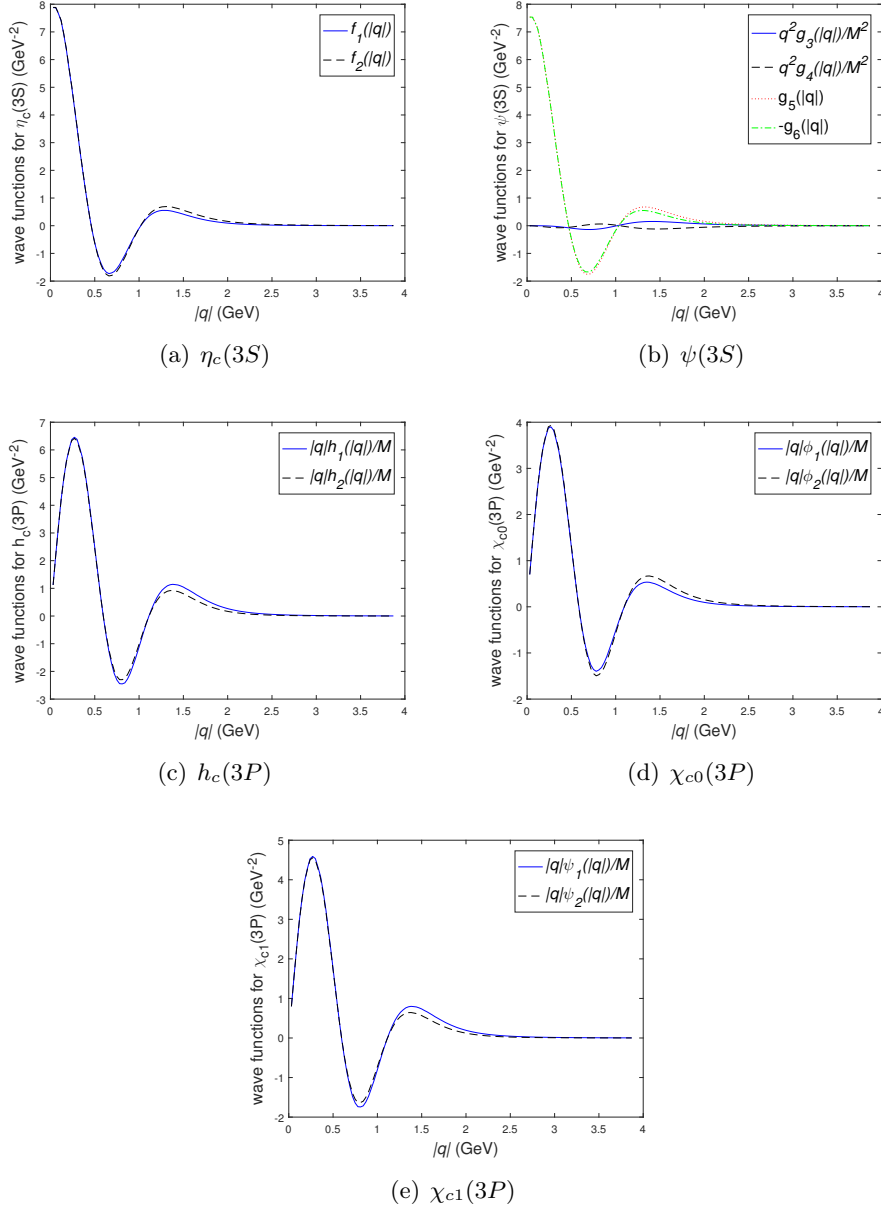 wave functions for η_c(3S) (GeV^-2)
8
7
6
5
4
3
2
1
0
-1
-2
0 0.5 1 1.5 2 2.5 3 3.5 4
|q| (GeV)
f_1(|q|)
f_2(|q|)
(a) η_c(3S)
wave functions for ψ(3S) (GeV^-2)
8
7
6
5
4
3
2
1
0
-1
-2
0 0.5 1 1.5 2 2.5 3 3.5 4
|q| (GeV)
q^2g_3(|q|)/M^2
q^2g_4(|q|)/M^2
g_5(|q|)
-g_6(|q|)
(b) ψ(3S)
wave functions for h_c(3P) (GeV^-2)
7
6
5
4
3
2
1
0
-1
-2
-3
0 0.5 1 1.5 2 2.5 3 3.5 4
|q| (GeV)
|q|h_1(|q|)/M
|q|h_2(|q|)/M
(c) h_c(3P)
wave functions for χ_c0(3P) (GeV^-2)
4
3
2
1
0
-1
-2
0 0.5 1 1.5 2 2.5 3 3.5 4
|q| (GeV)
|q|ϕ_1(|q|)/M
|q|ϕ_2(|q|)/M
(d) χ_c0(3P)
wave functions for χ_c1(3P) (GeV^-2)
5
4
3
2
1
0
-1
-2
0 0.5 1 1.5 2 2.5 3 3.5 4
|q| (GeV)
|q|ψ_1(|q|)/M
|q|ψ_2(|q|)/M
(e) χ_c1(3P)